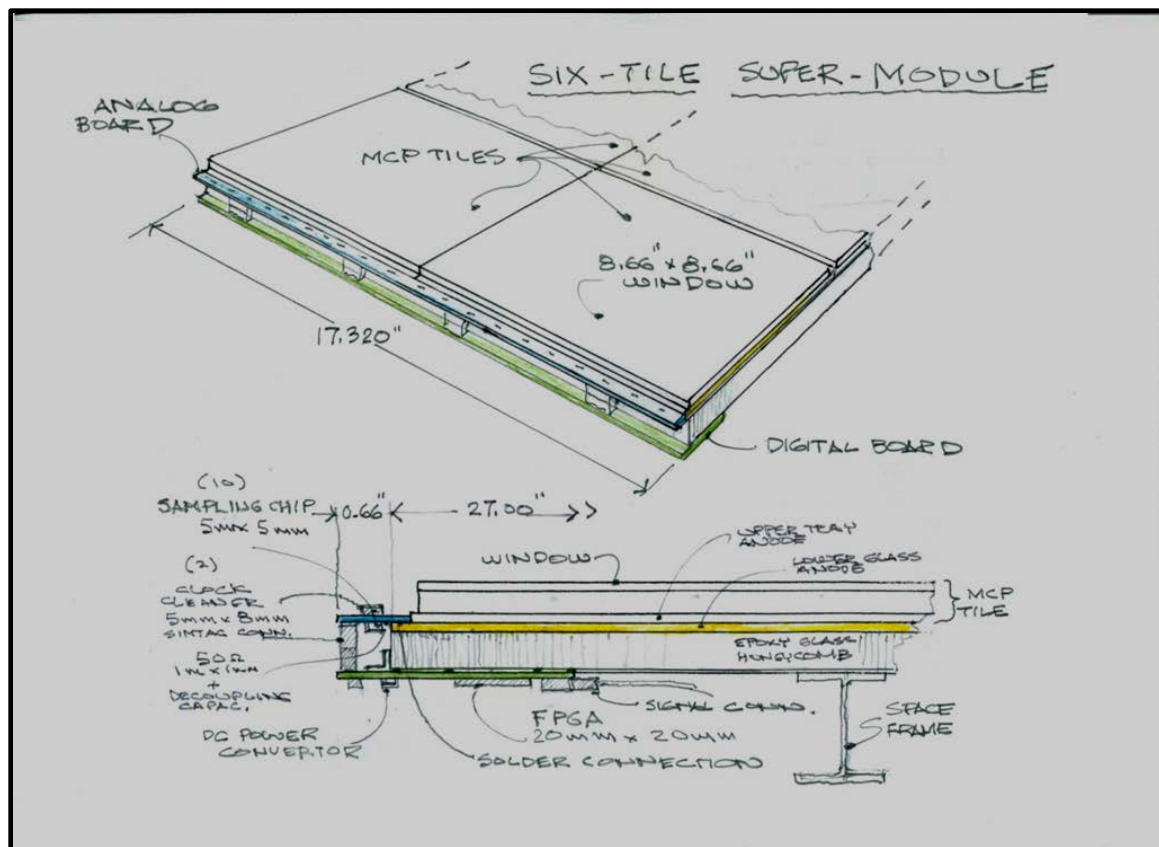 SIX-TILE SUPER-MODULE
ANALOG
BOARD
MCP TILES
8.66" x 8.66"
WINDOW
17.320"
DIGITAL BOARD
(10)
SAMPLING CHIP
5mx 5mm
0.66"
27.00"
UPPER TRAY
ANODE
WINDOW
LOWER GLASS
ANODE
MCP
TILE
(2)
CLOCK
CLEANER
5mm x 8mm
SIMTAG CONN.
EPOXY GLASS
HONEYCOMB
50Ω
+
DECOUPLING
CAPAC.
SIGNAL CONN.
SPACE
FRAME
FPGA
20mm x 20mm
DC POWER
CONVERTOR
SOLDER CONNECTION